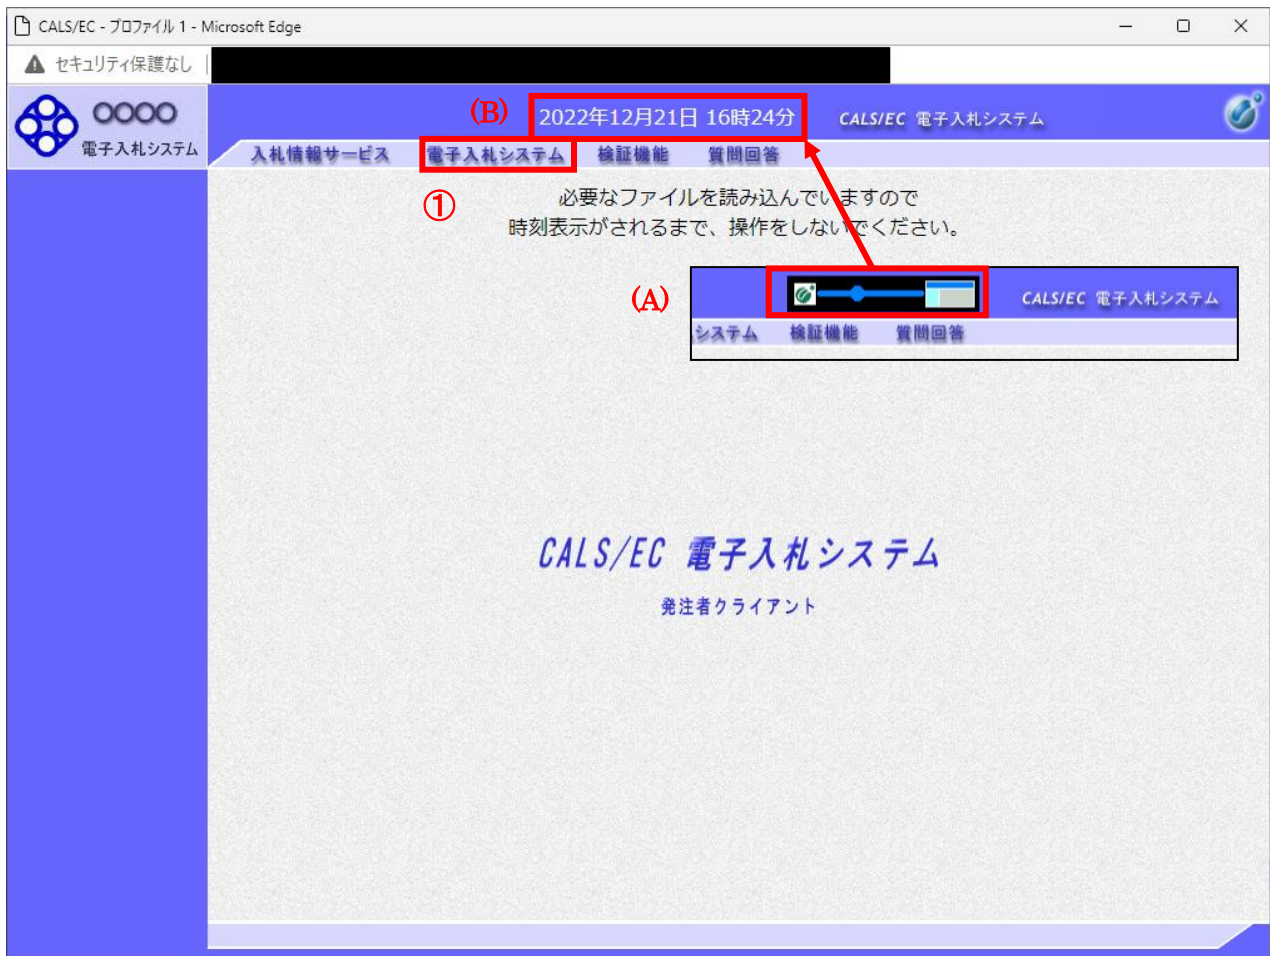 CALS/EC - プロファイル 1 - Microsoft Edge
セキュリティ保護なし
OOOO
電子入札システム
(B)
2022年12月21日 16時24分
CALS/EC 電子入札システム
入札情報サービス 電子入札システム 検証機能 質問回答
①
必要なファイルを読み込んでいますので
時刻表示がされるまで、操作をしないでください。
(A)
CALS/EC 電子入札システム
システム 検証機能 質問回答
CALS/EC 電子入札システム
発注者クライアント